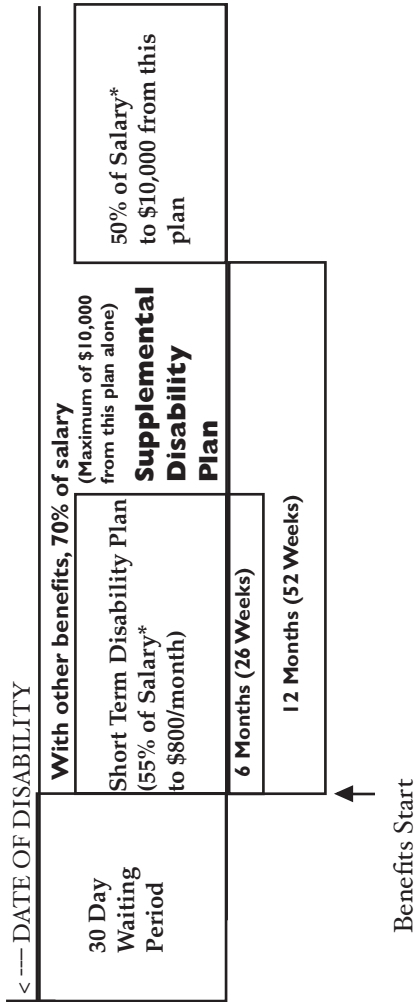 < --– DATE OF DISABILITY
30 Day
Waiting
Period
With other benefits, 70% of salary
(Maximum of $10,000
from this plan alone)
Short Term Disability Plan
(55% of Salary*
to $800/month)
Supplemental
Disability
Plan
50% of Salary*
to $10,000 from this
plan
6 Months (26 Weeks)
12 Months (52 Weeks)
Benefits Start